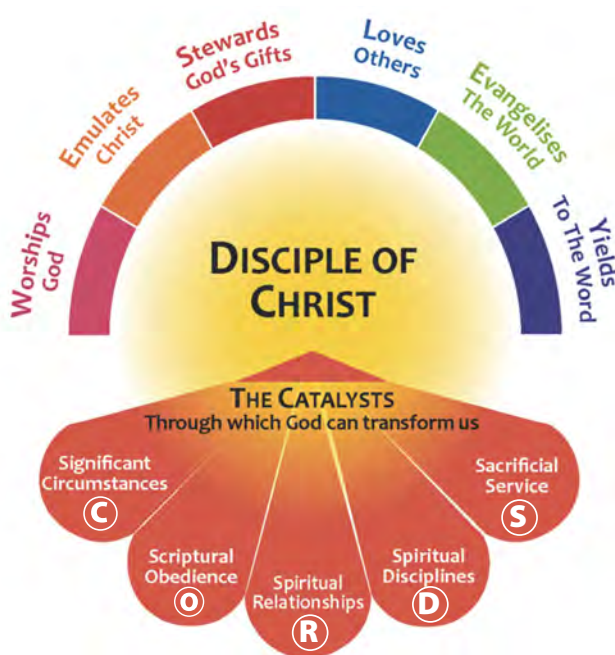 Worships
God
Emulates
Christ
Stewards
God's Gifts
Loves
Others
Evangelises
The World
Yields
To The Word
DISCIPLE OF
CHRIST
THE CATALYSTS
Through which God can transform us
Significant
Circumstances
C
Scriptural
Obedience
O
Spiritual
Relationships
R
Spiritual
Disciplines
D
Sacrificial
Service
S